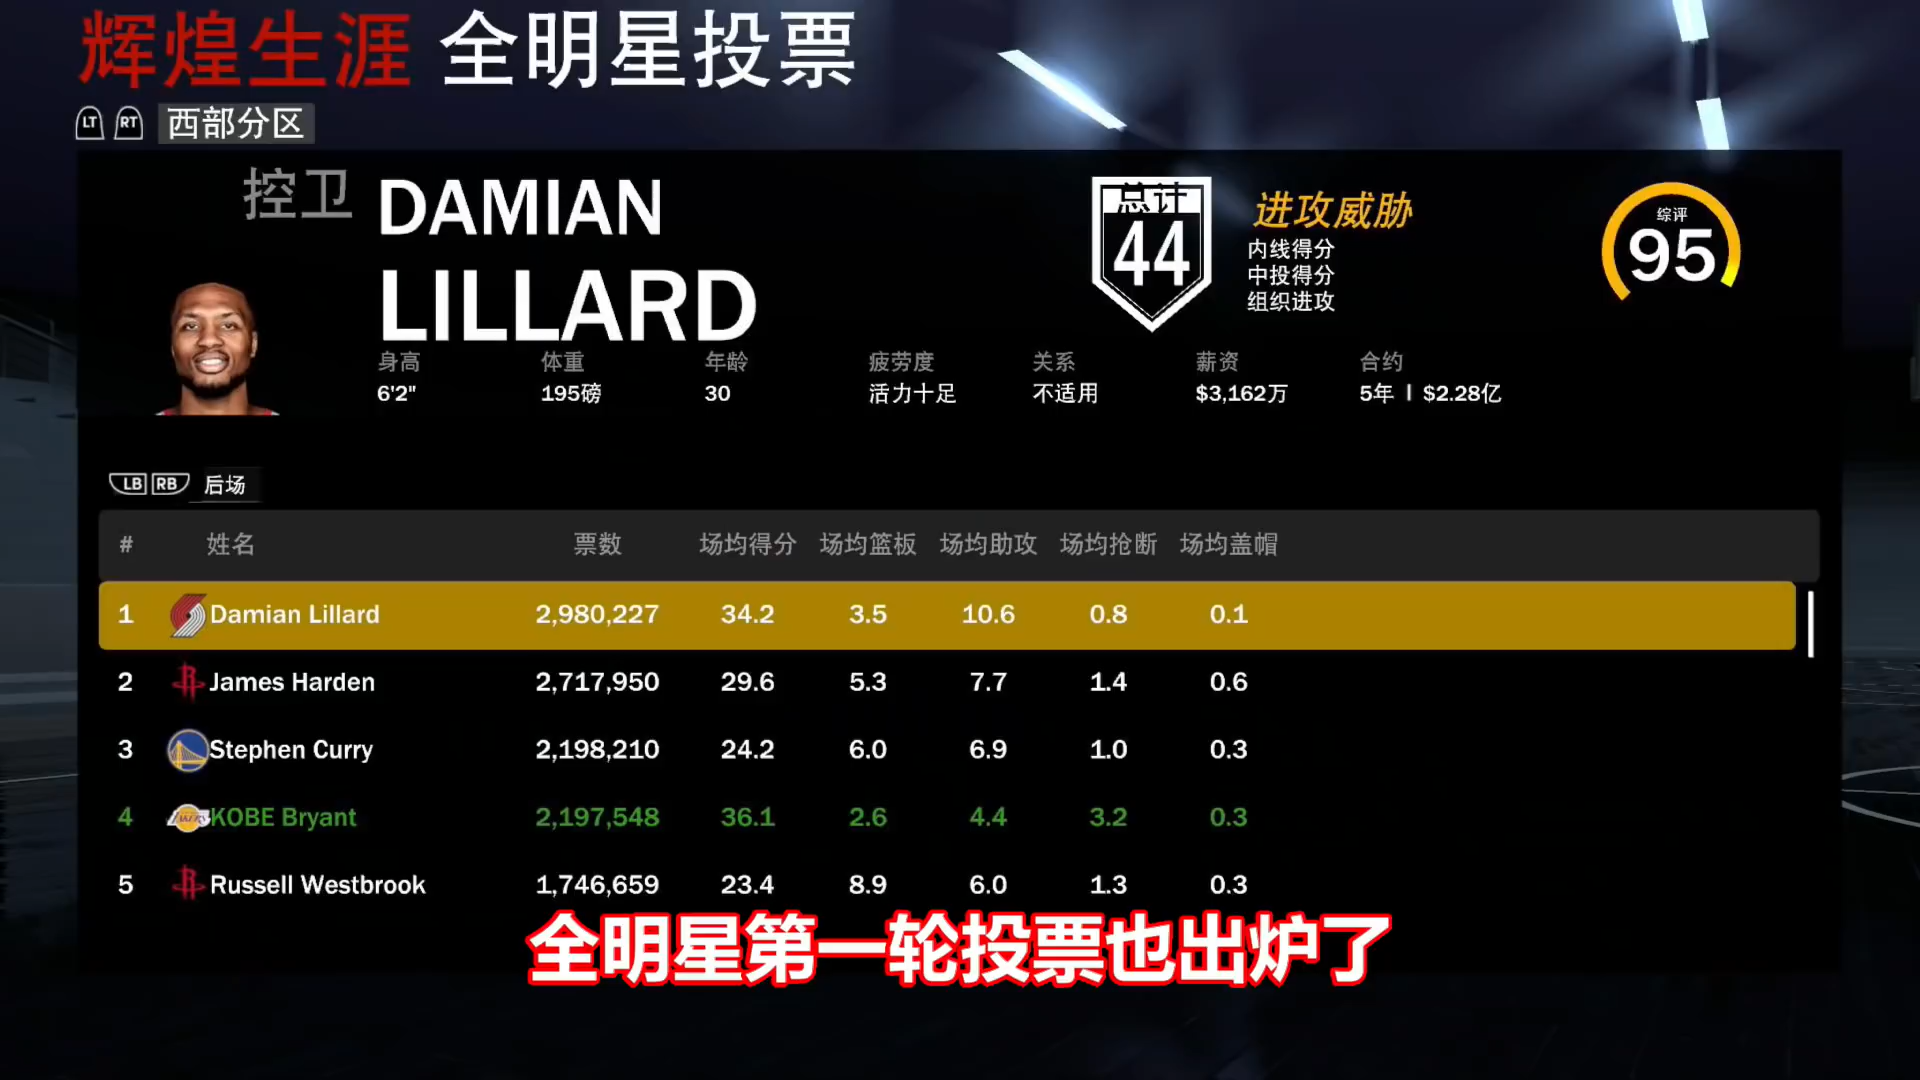 辉煌生涯 全明星投票
LT RT 西部分区
控卫 DAMIAN
LILLARD
总计
44
进攻威胁
内线得分
中投得分
组织进攻
综评
95
身高 体重 年龄 疲劳度 关系 薪资 合约
6'2" 195磅 30 活力十足 不适用 $3,162万 5年 | $2.28亿
LB RB 后场
# 姓名 票数 场均得分 场均篮板 场均助攻 场均抢断 场均盖帽
1 Damian Lillard 2,980,227 34.2 3.5 10.6 0.8 0.1
2 James Harden 2,717,950 29.6 5.3 7.7 1.4 0.6
3 Stephen Curry 2,198,210 24.2 6.0 6.9 1.0 0.3
4 KOBE Bryant 2,197,548 36.1 2.6 4.4 3.2 0.3
5 Russell Westbrook 1,746,659 23.4 8.9 6.0 1.3 0.3
全明星第一轮投票也出炉了